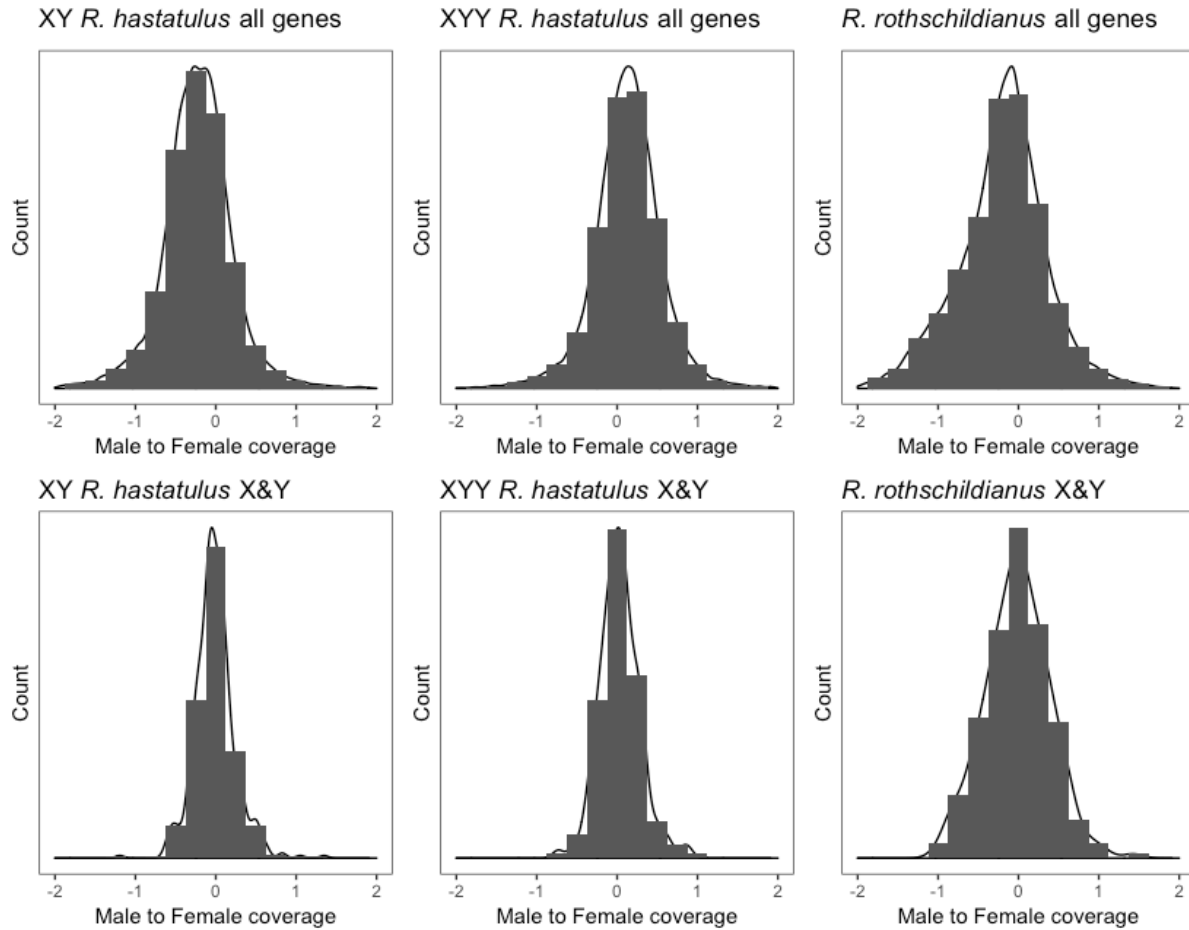 XY R. hastatulus all genes
XYY R. hastatulus all genes
R. rothschildianus all genes
Count
Count
Count
-2 -1 0 1 2
-2 -1 0 1 2
-2 -1 0 1 2
Male to Female coverage
Male to Female coverage
Male to Female coverage
XY R. hastatulus X&Y
XYY R. hastatulus X&Y
R. rothschildianus X&Y
Count
Count
Count
-2 -1 0 1 2
-2 -1 0 1 2
-2 -1 0 1 2
Male to Female coverage
Male to Female coverage
Male to Female coverage